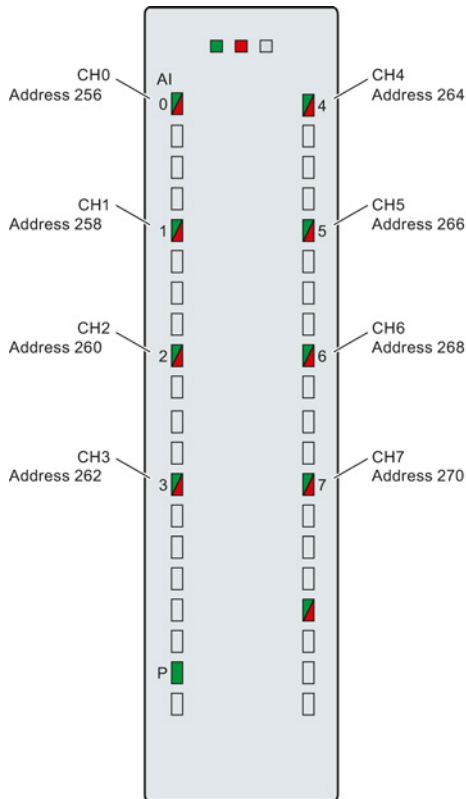 AI
CH0
Address 256
0
CH4
Address 264
4
CH1
Address 258
1
CH5
Address 266
5
CH2
Address 260
2
CH6
Address 268
6
CH3
Address 262
3
CH7
Address 270
7
P